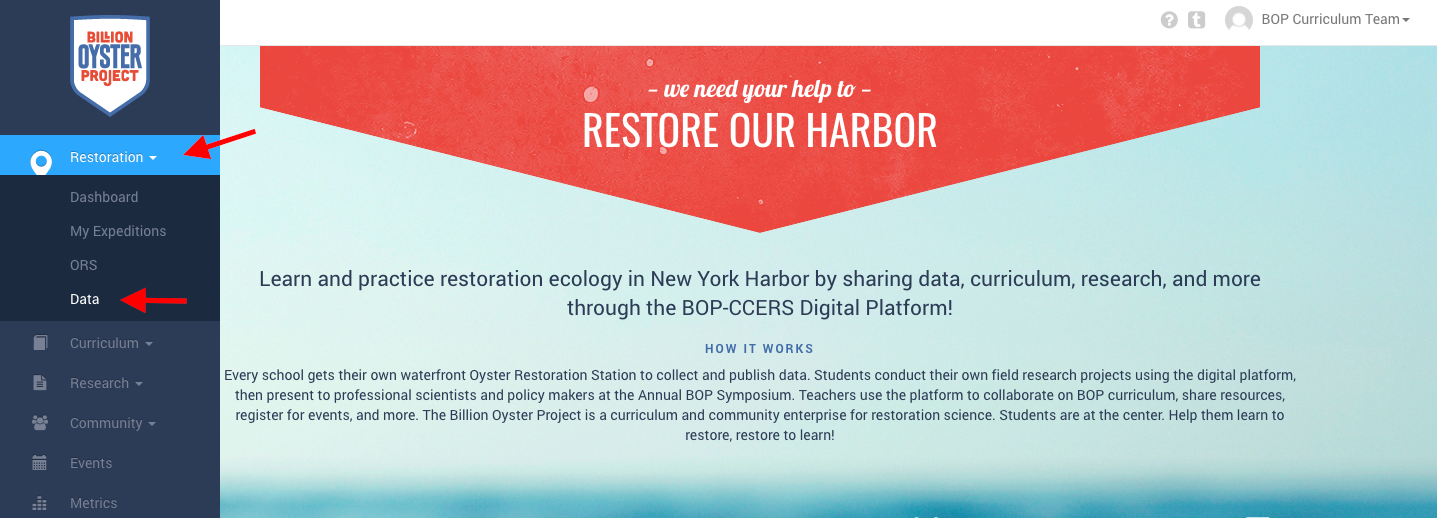 BILLION
OYSTER
PROJECT
Restoration
Dashboard
My Expeditions
ORS
Data
Curriculum
Research
Community
Events
Metrics
? t BOP Curriculum Team
– we need your help to –
RESTORE OUR HARBOR
Learn and practice restoration ecology in New York Harbor by sharing data, curriculum, research, and more
through the BOP-CCERS Digital Platform!
HOW IT WORKS
Every school gets their own waterfront Oyster Restoration Station to collect and publish data. Students conduct their own field research projects using the digital platform,
then present to professional scientists and policy makers at the Annual BOP Symposium. Teachers use the platform to collaborate on BOP curriculum, share resources,
register for events, and more. The Billion Oyster Project is a curriculum and community enterprise for restoration science. Students are at the center. Help them learn to
restore, restore to learn!